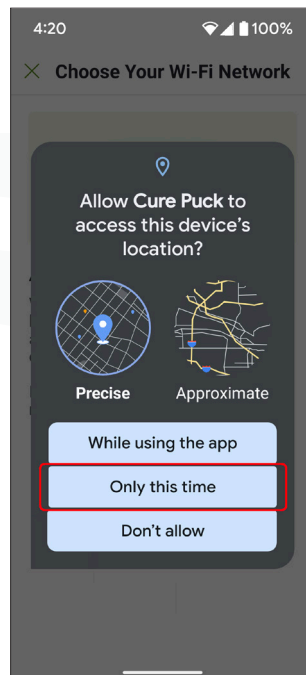 4:20
100%
Choose Your Wi-Fi Network
Allow Cure Puck to
access this device's
location?
Precise
Approximate
While using the app
Only this time
Don't allow